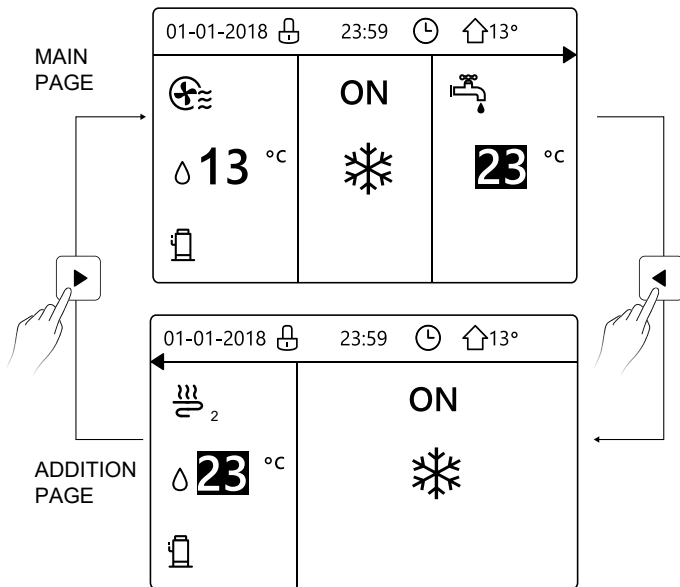 MAIN
PAGE
01-01-2018 23:59 13°
ON
13 °C
23 °C
01-01-2018 23:59 13°
2
ON
23 °C
ADDITION
PAGE